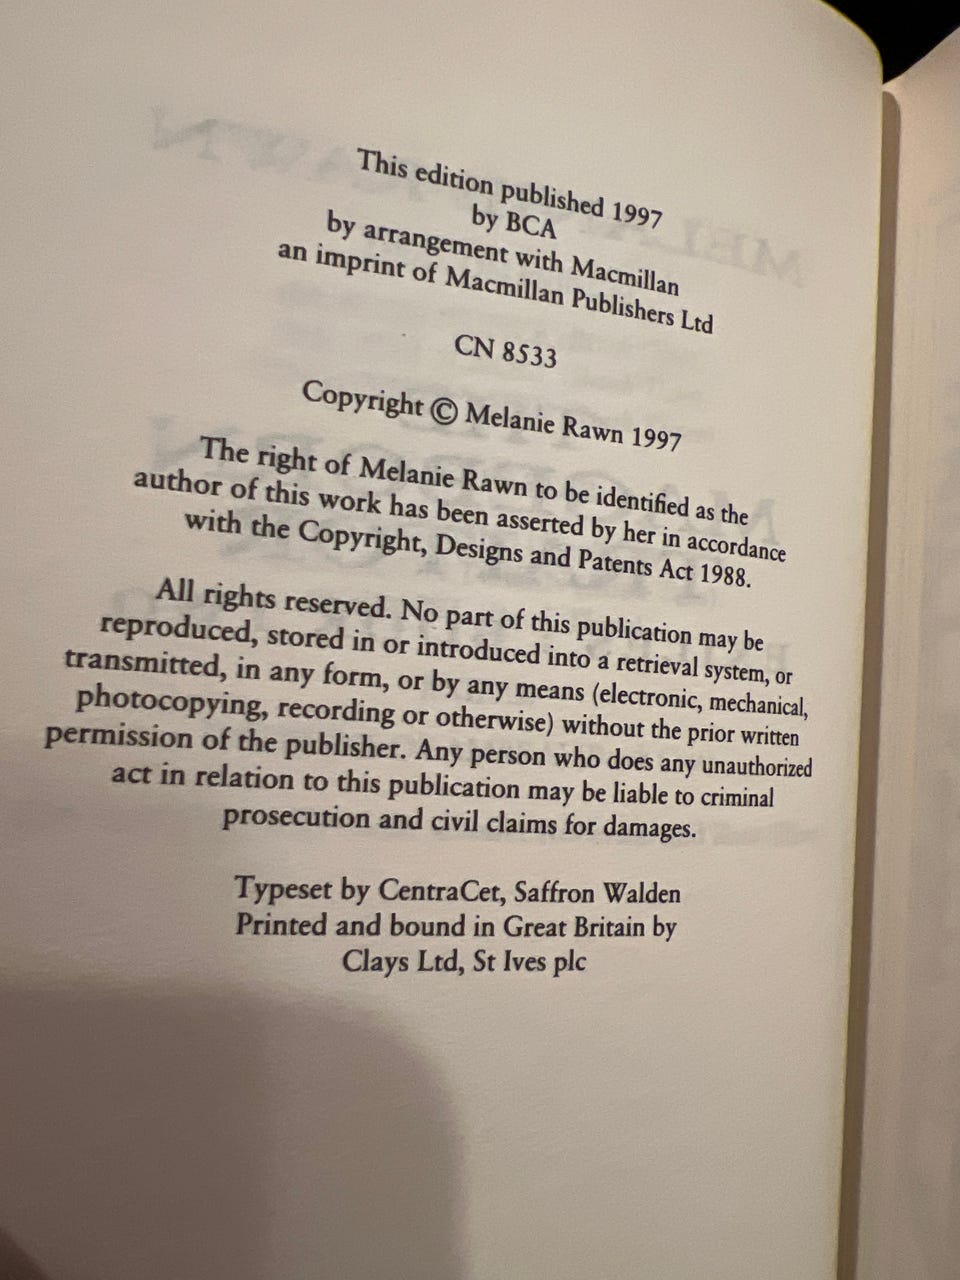 This edition published 1997
by BCA
by arrangement with Macmillan
an imprint of Macmillan Publishers Ltd
CN 8533
Copyright © Melanie Rawn 1997
The right of Melanie Rawn to be identified as the
author of this work has been asserted by her in accordance
with the Copyright, Designs and Patents Act 1988.
All rights reserved. No part of this publication may be
reproduced, stored in or introduced into a retrieval system, or
transmitted, in any form, or by any means (electronic, mechanical,
photocopying, recording or otherwise) without the prior written
permission of the publisher. Any person who does any unauthorized
act in relation to this publication may be liable to criminal
prosecution and civil claims for damages.
Typeset by CentraCet, Saffron Walden
Printed and bound in Great Britain by
Clays Ltd, St Ives plc